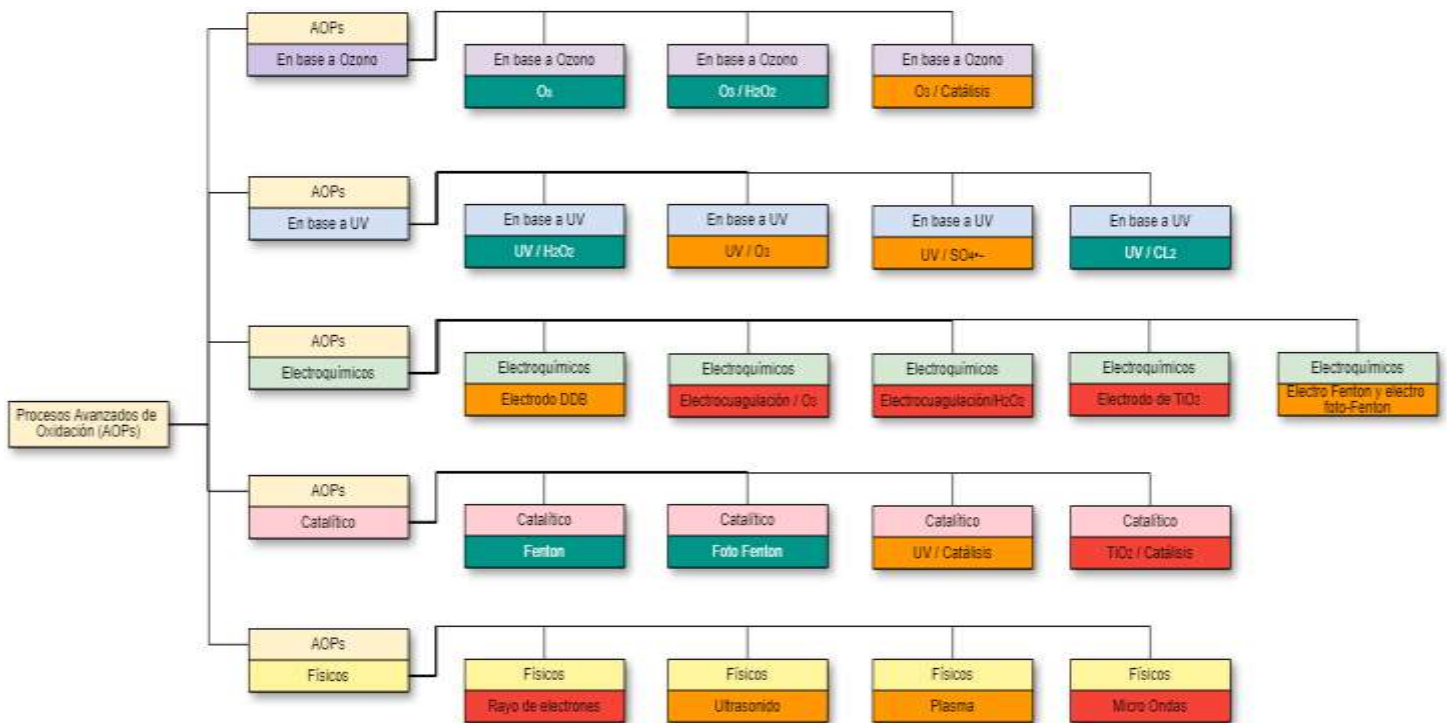 AOPs
En base a Ozono
En base a Ozono
O₃
En base a Ozono
O₃ / H₂O₂
En base a Ozono
O₃ / Catálisis
AOPs
En base a UV
En base a UV
UV / H₂O₂
En base a UV
UV / O₃
En base a UV
UV / SO₄•–
En base a UV
UV / CL₂
AOPs
Electroquímicos
Electroquímicos
Electrodo DDB
Electroquímicos
Electrocuagulación / O₃
Electroquímicos
Electrocuagulación/H₂O₂
Electroquímicos
Electrodo de TiO₂
Electroquímicos
Electro Fenton y electro
foto-Fenton
Procesos Avanzados de
Oxidación (AOPs)
AOPs
Catalítico
Catalítico
Fenton
Catalítico
Foto Fenton
Catalítico
UV / Catálisis
Catalítico
TiO₂ / Catálisis
AOPs
Físicos
Físicos
Rayo de electrones
Físicos
Ultrasonido
Físicos
Plasma
Físicos
Micro Ondas